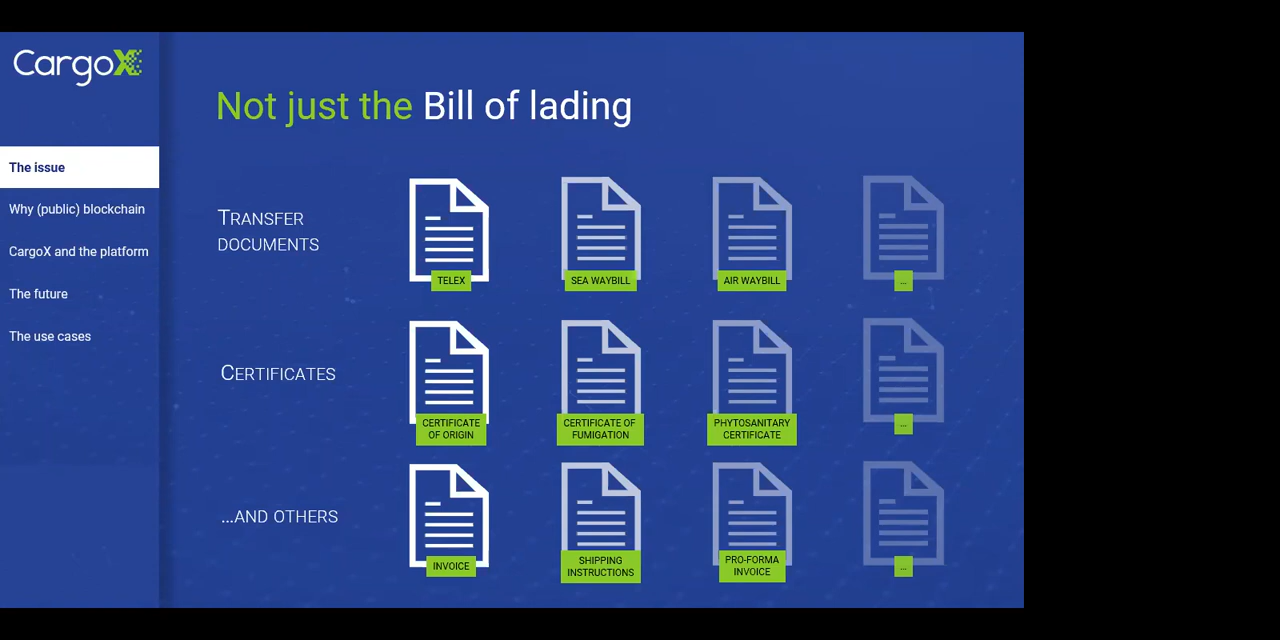 CargoX
Not just the Bill of lading
The issue
Why (public) blockchain
CargoX and the platform
The future
The use cases
TRANSFER
DOCUMENTS
TELEX
SEA WAYBILL
AIR WAYBILL
...
CERTIFICATES
CERTIFICATE
OF ORIGIN
CERTIFICATE OF
FUMIGATION
PHYTOSANITARY
CERTIFICATE
...
...AND OTHERS
INVOICE
SHIPPING
INSTRUCTIONS
PRO-FORMA
INVOICE
...